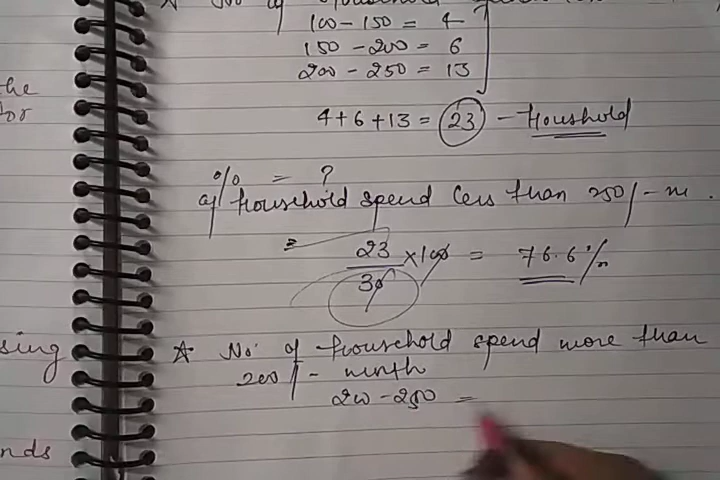 100 - 150 = 4
150 - 200 = 6
200 - 250 = 13
the
tor
4 + 6 + 13 = 23 - Household
% = ?
of household spend less than 250/- m.
= 23/30 × 100 = 76.6%
sing
☆ No. of household spend more than
200/- month
200 - 250 =
nds